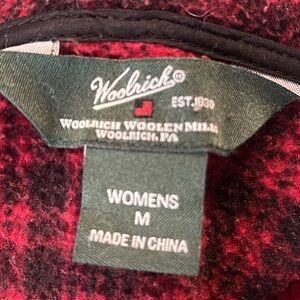 Woolrich®
EST. 1830
WOOLRICH WOOLEN MILLS
WOOLRICH, PA
WOMENS
M
MADE IN CHINA